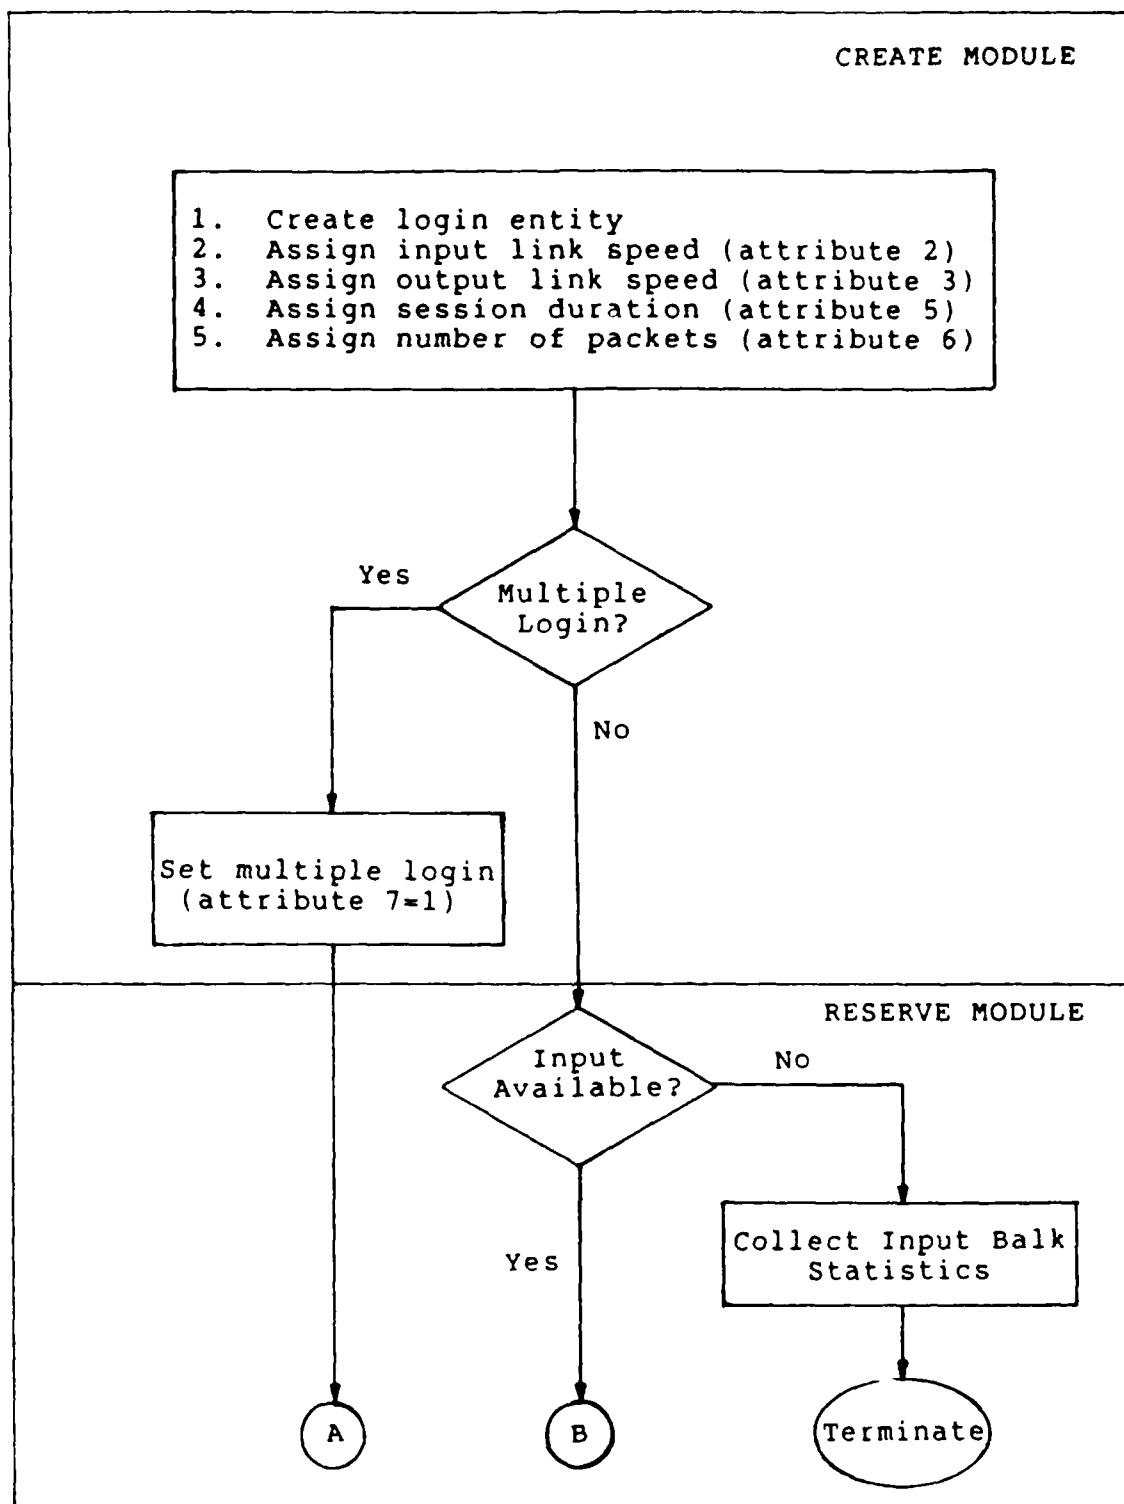 CREATE MODULE
1. Create login entity
2. Assign input link speed (attribute 2)
3. Assign output link speed (attribute 3)
4. Assign session duration (attribute 5)
5. Assign number of packets (attribute 6)
Yes
Multiple
Login?
No
Set multiple login
(attribute 7=1)
RESERVE MODULE
Input
Available?
No
Yes
Collect Input Balk
Statistics
A
B
Terminate